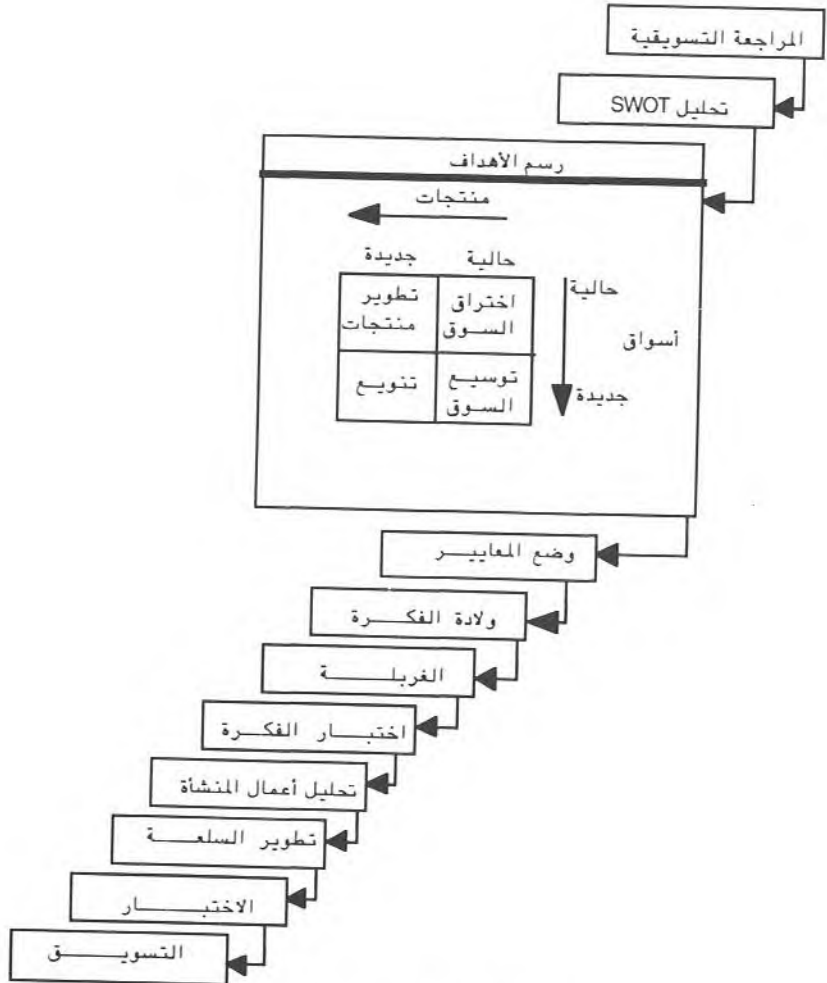 المراجعة التسويقية
تحليل SWOT
رسم الأهداف
منتجات
حالية جديدة
حالية
اختراق تطوير
السوق منتجات
أسواق
توسيع تنويع
السوق
جديدة
وضع المعايير
ولادة الفكرة
الغربلة
اختبار الفكرة
تحليل أعمال المنشأة
تطوير السلعة
الاختبار
التسويق